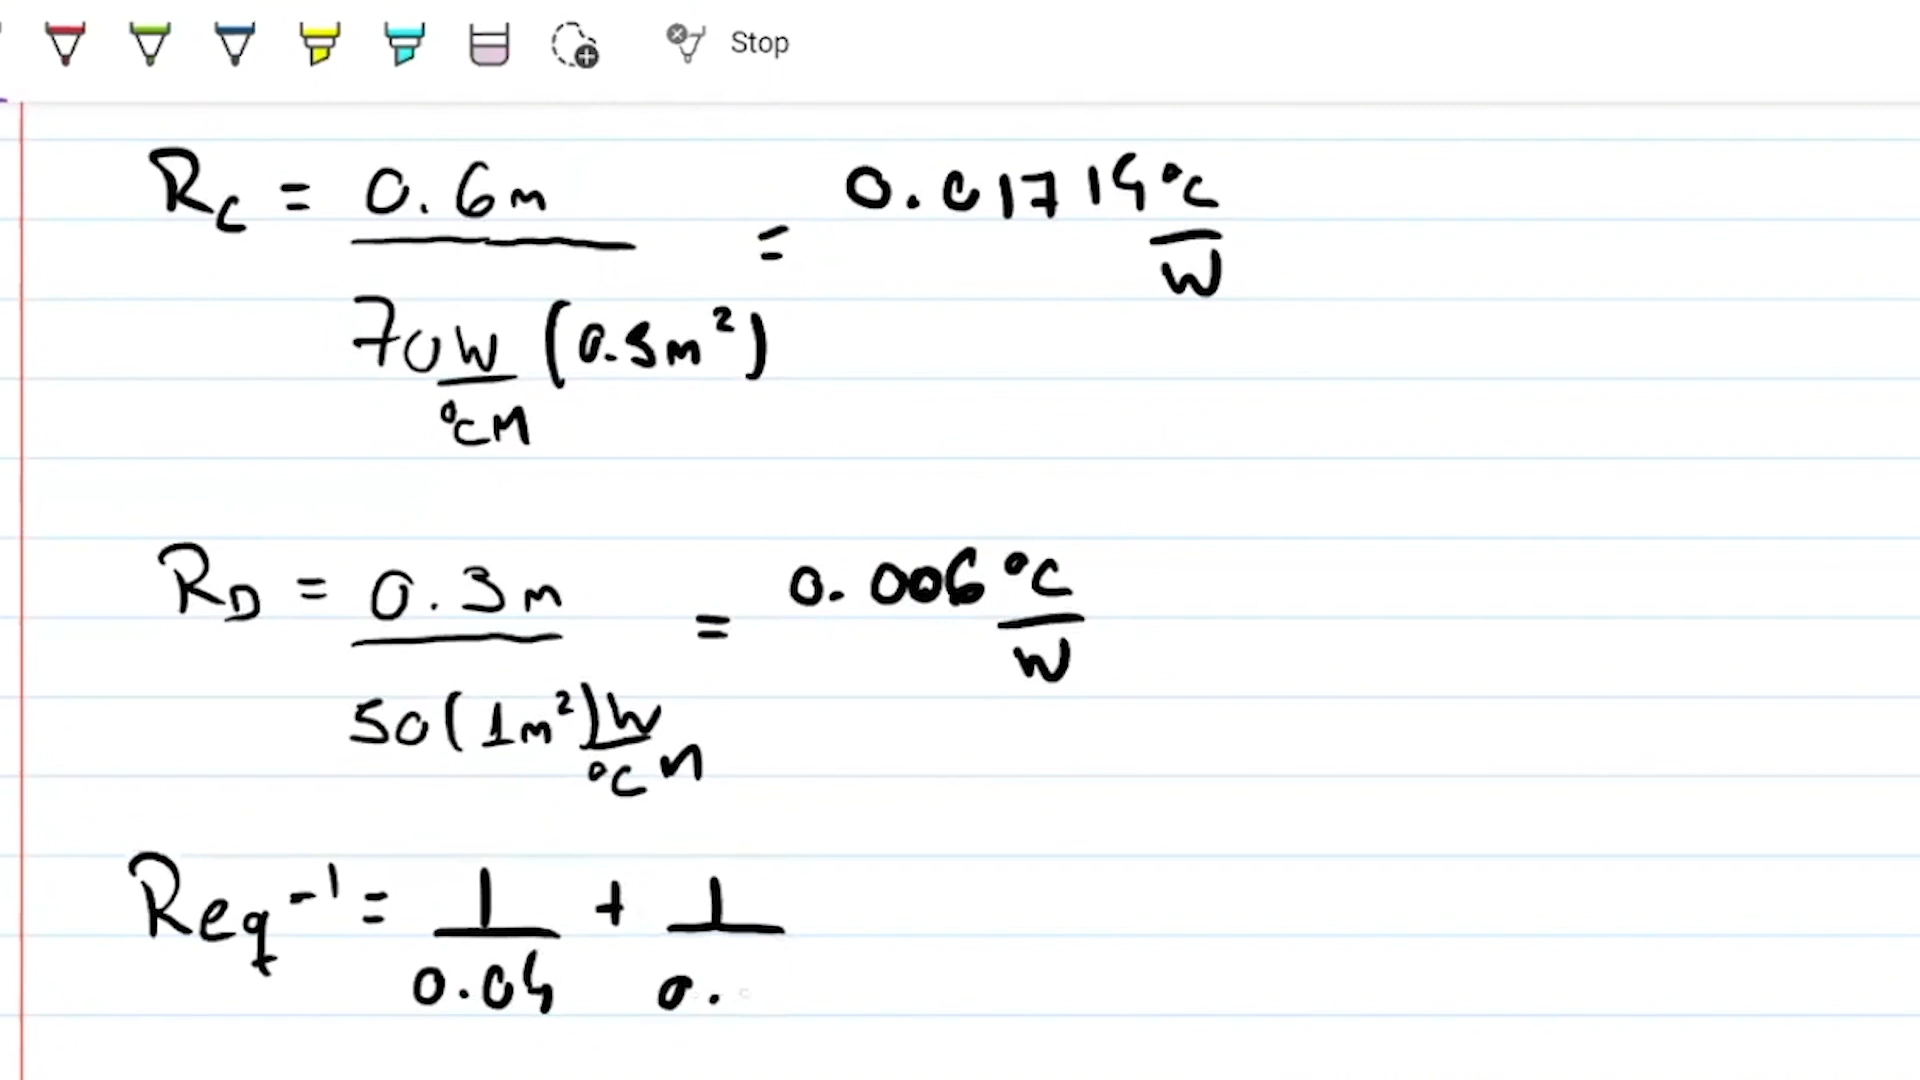 Stop
Rc = 0.6m / 70 W/°CM (0.5m²) = 0.01714 °C/W
RD = 0.3m / 50(1m²) W/°CM = 0.006 °C/W
Req⁻¹ = 1/0.04 + 1/0.